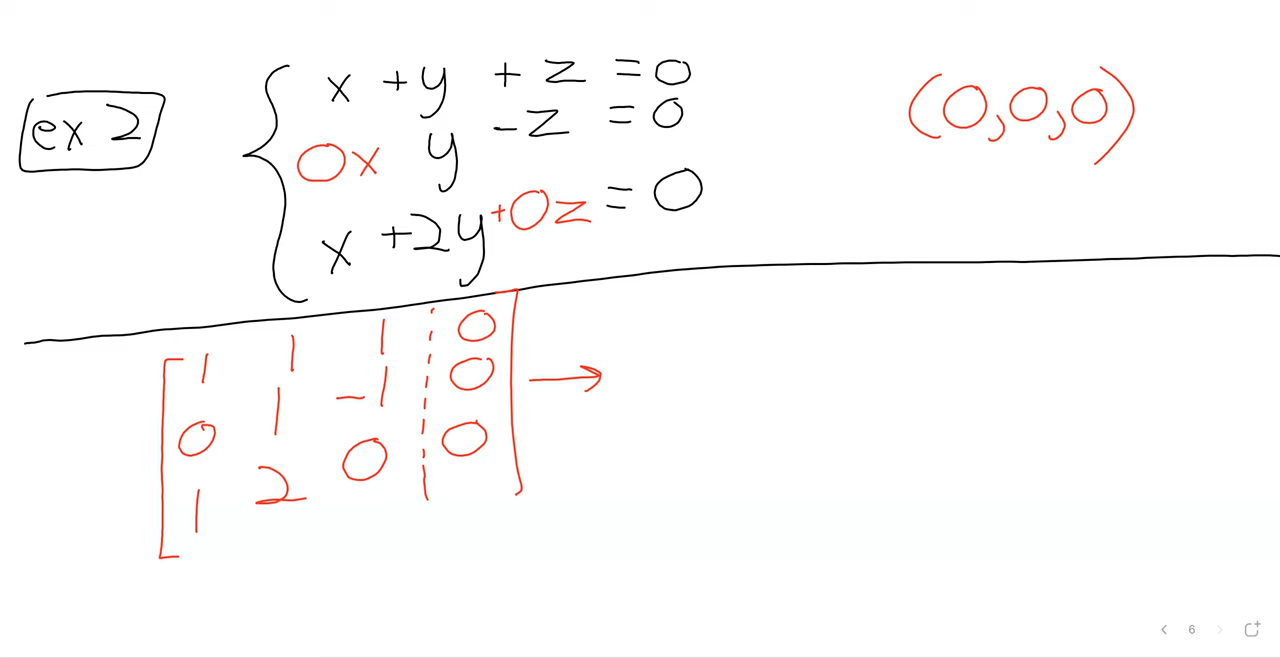 ex 2
x + y + z = 0
0x y - z = 0
x + 2y + 0z = 0
(0,0,0)
1 1 1 0
0 1 -1 0
1 2 0 0
→
6